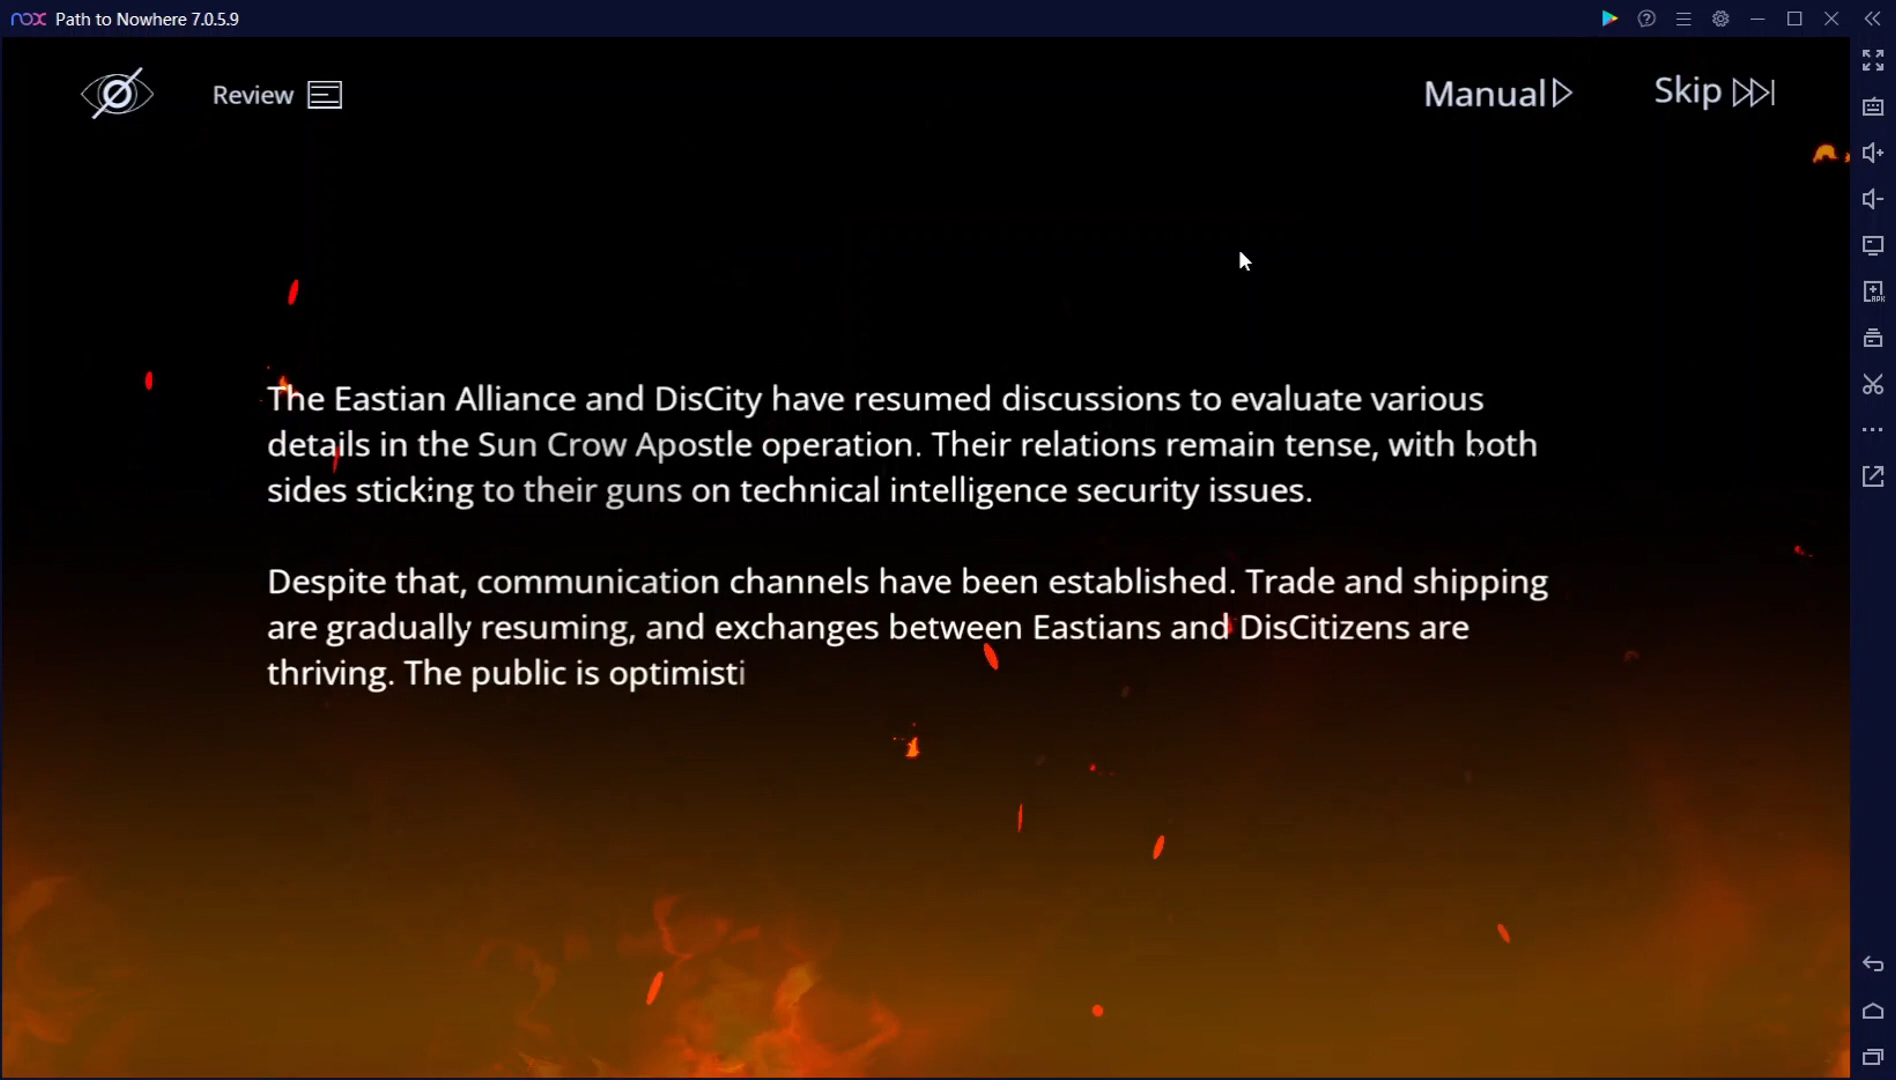 nox Path to Nowhere 7.0.5.9
Review
Manual
Skip
The Eastian Alliance and DisCity have resumed discussions to evaluate various
details in the Sun Crow Apostle operation. Their relations remain tense, with both
sides sticking to their guns on technical intelligence security issues.
Despite that, communication channels have been established. Trade and shipping
are gradually resuming, and exchanges between Eastians and DisCitizens are
thriving. The public is optimisti